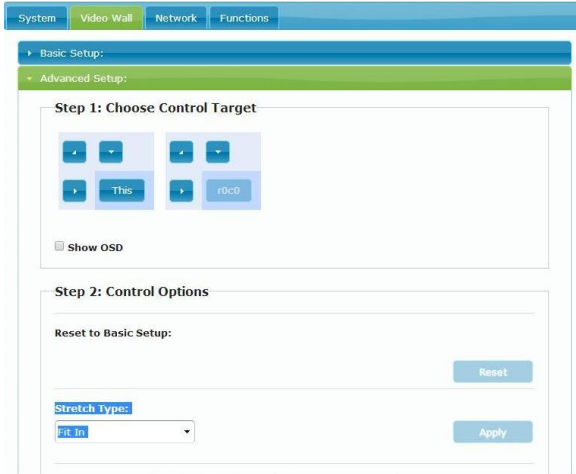 System Video Wall Network Functions
Basic Setup:
Advanced Setup:
Step 1: Choose Control Target
This r0c0
Show OSD
Step 2: Control Options
Reset to Basic Setup:
Reset
Stretch Type:
Fit In Apply